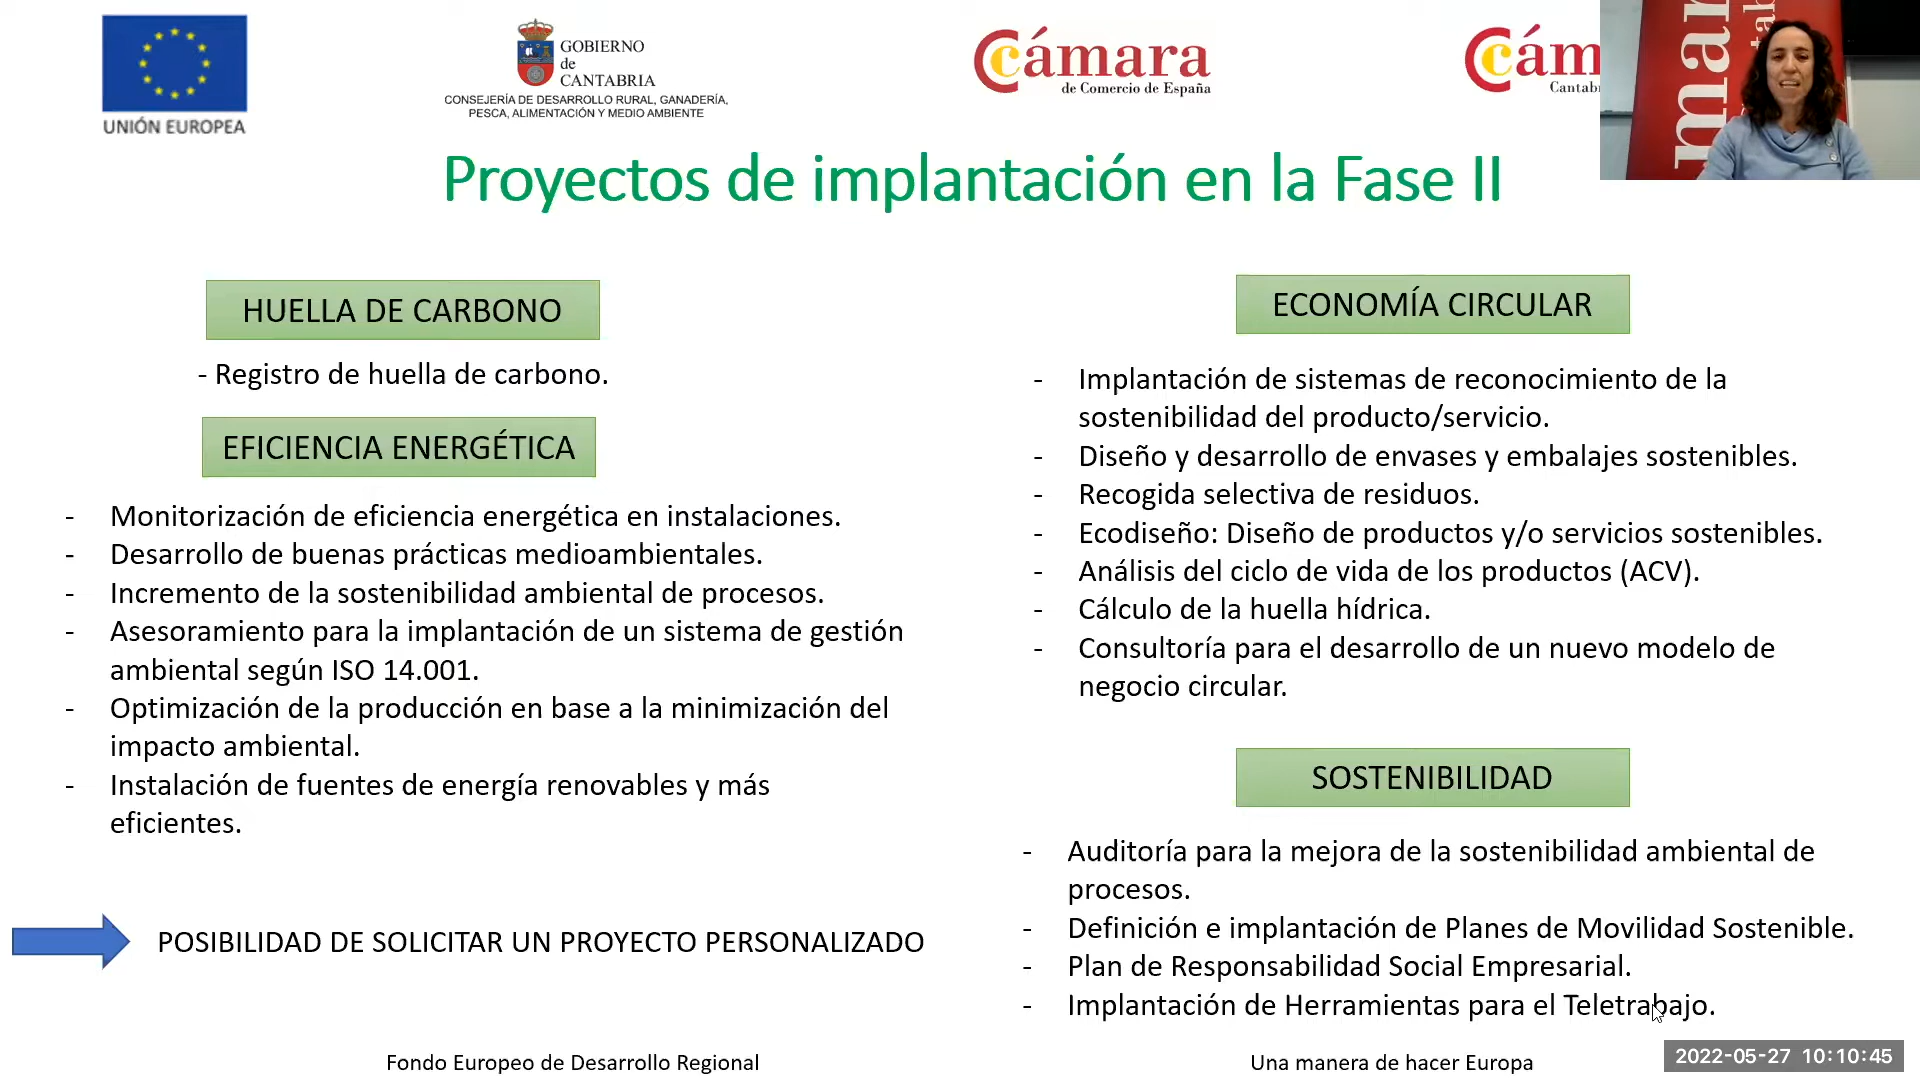 UNIÓN EUROPEA
GOBIERNO
de
CANTABRIA
CONSEJERÍA DE DESARROLLO RURAL, GANADERÍA,
PESCA, ALIMENTACIÓN Y MEDIO AMBIENTE
Cámara
de Comercio de España
Cám
Cantab
mar
tab
Proyectos de implantación en la Fase II
HUELLA DE CARBONO
- Registro de huella de carbono.
EFICIENCIA ENERGÉTICA
- Monitorización de eficiencia energética en instalaciones.
- Desarrollo de buenas prácticas medioambientales.
- Incremento de la sostenibilidad ambiental de procesos.
- Asesoramiento para la implantación de un sistema de gestión
ambiental según ISO 14.001.
- Optimización de la producción en base a la minimización del
impacto ambiental.
- Instalación de fuentes de energía renovables y más
eficientes.
POSIBILIDAD DE SOLICITAR UN PROYECTO PERSONALIZADO
ECONOMÍA CIRCULAR
- Implantación de sistemas de reconocimiento de la
sostenibilidad del producto/servicio.
- Diseño y desarrollo de envases y embalajes sostenibles.
- Recogida selectiva de residuos.
- Ecodiseño: Diseño de productos y/o servicios sostenibles.
- Análisis del ciclo de vida de los productos (ACV).
- Cálculo de la huella hídrica.
- Consultoría para el desarrollo de un nuevo modelo de
negocio circular.
SOSTENIBILIDAD
- Auditoría para la mejora de la sostenibilidad ambiental de
procesos.
- Definición e implantación de Planes de Movilidad Sostenible.
- Plan de Responsabilidad Social Empresarial.
- Implantación de Herramientas para el Teletrabajo.
Fondo Europeo de Desarrollo Regional
Una manera de hacer Europa
2022-05-27 10:10:45